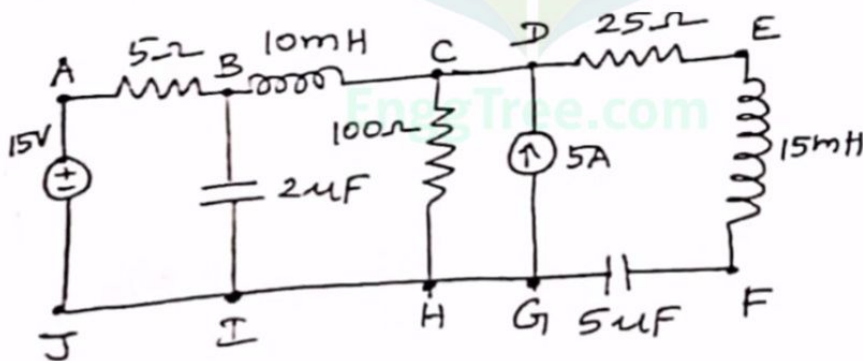 5Ω 10mH C D 25Ω E
A B
EnggTree.com
15V 100Ω 5A 15mH
± 2μF
J I H G 5μF F